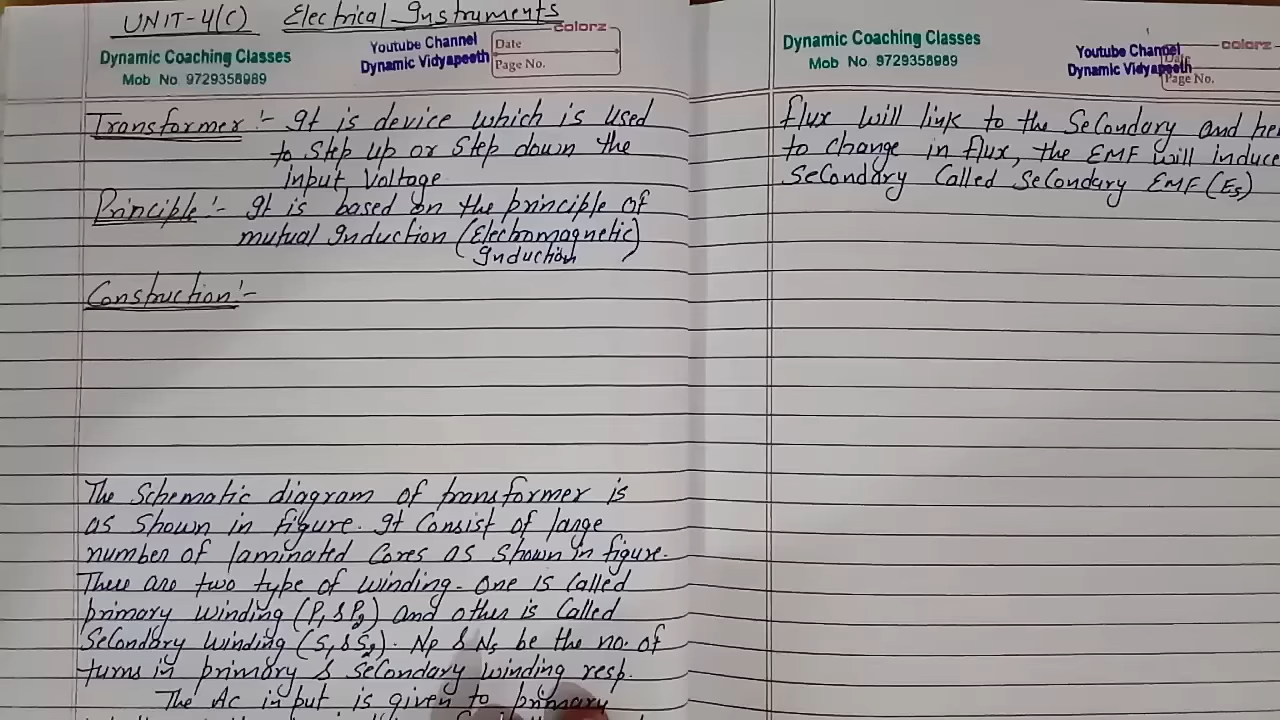 UNIT-4(C) Electrical Instruments
Dynamic Coaching Classes
Mob No. 9729358989
Youtube Channel
Dynamic Vidyapeeth
colorz
Date
Page No.
Transformer :- It is device which is used
to Step up or Step down the
input Voltage
Principle :- It is based on the principle of
mutual Induction (Electromagnetic)
Induction
Construction :-
The Schematic diagram of transformer is
as shown in figure. It Consist of large
number of laminated Cores as shown in figure.
There are two type of winding. One is Called
primary winding (P1 & P2) and other is Called
Secondary winding (S1 & S2). Np & Ns be the no. of
turns in primary & secondary winding resp.
The Ac input is given to primary
Dynamic Coaching Classes
Mob No. 9729358989
Youtube Channel
Dynamic Vidyapeeth
colorz
Page No.
flux will link to the Secondary and
to change in flux, the EMF will induce
Secondary Called Secondary EMF (Es)